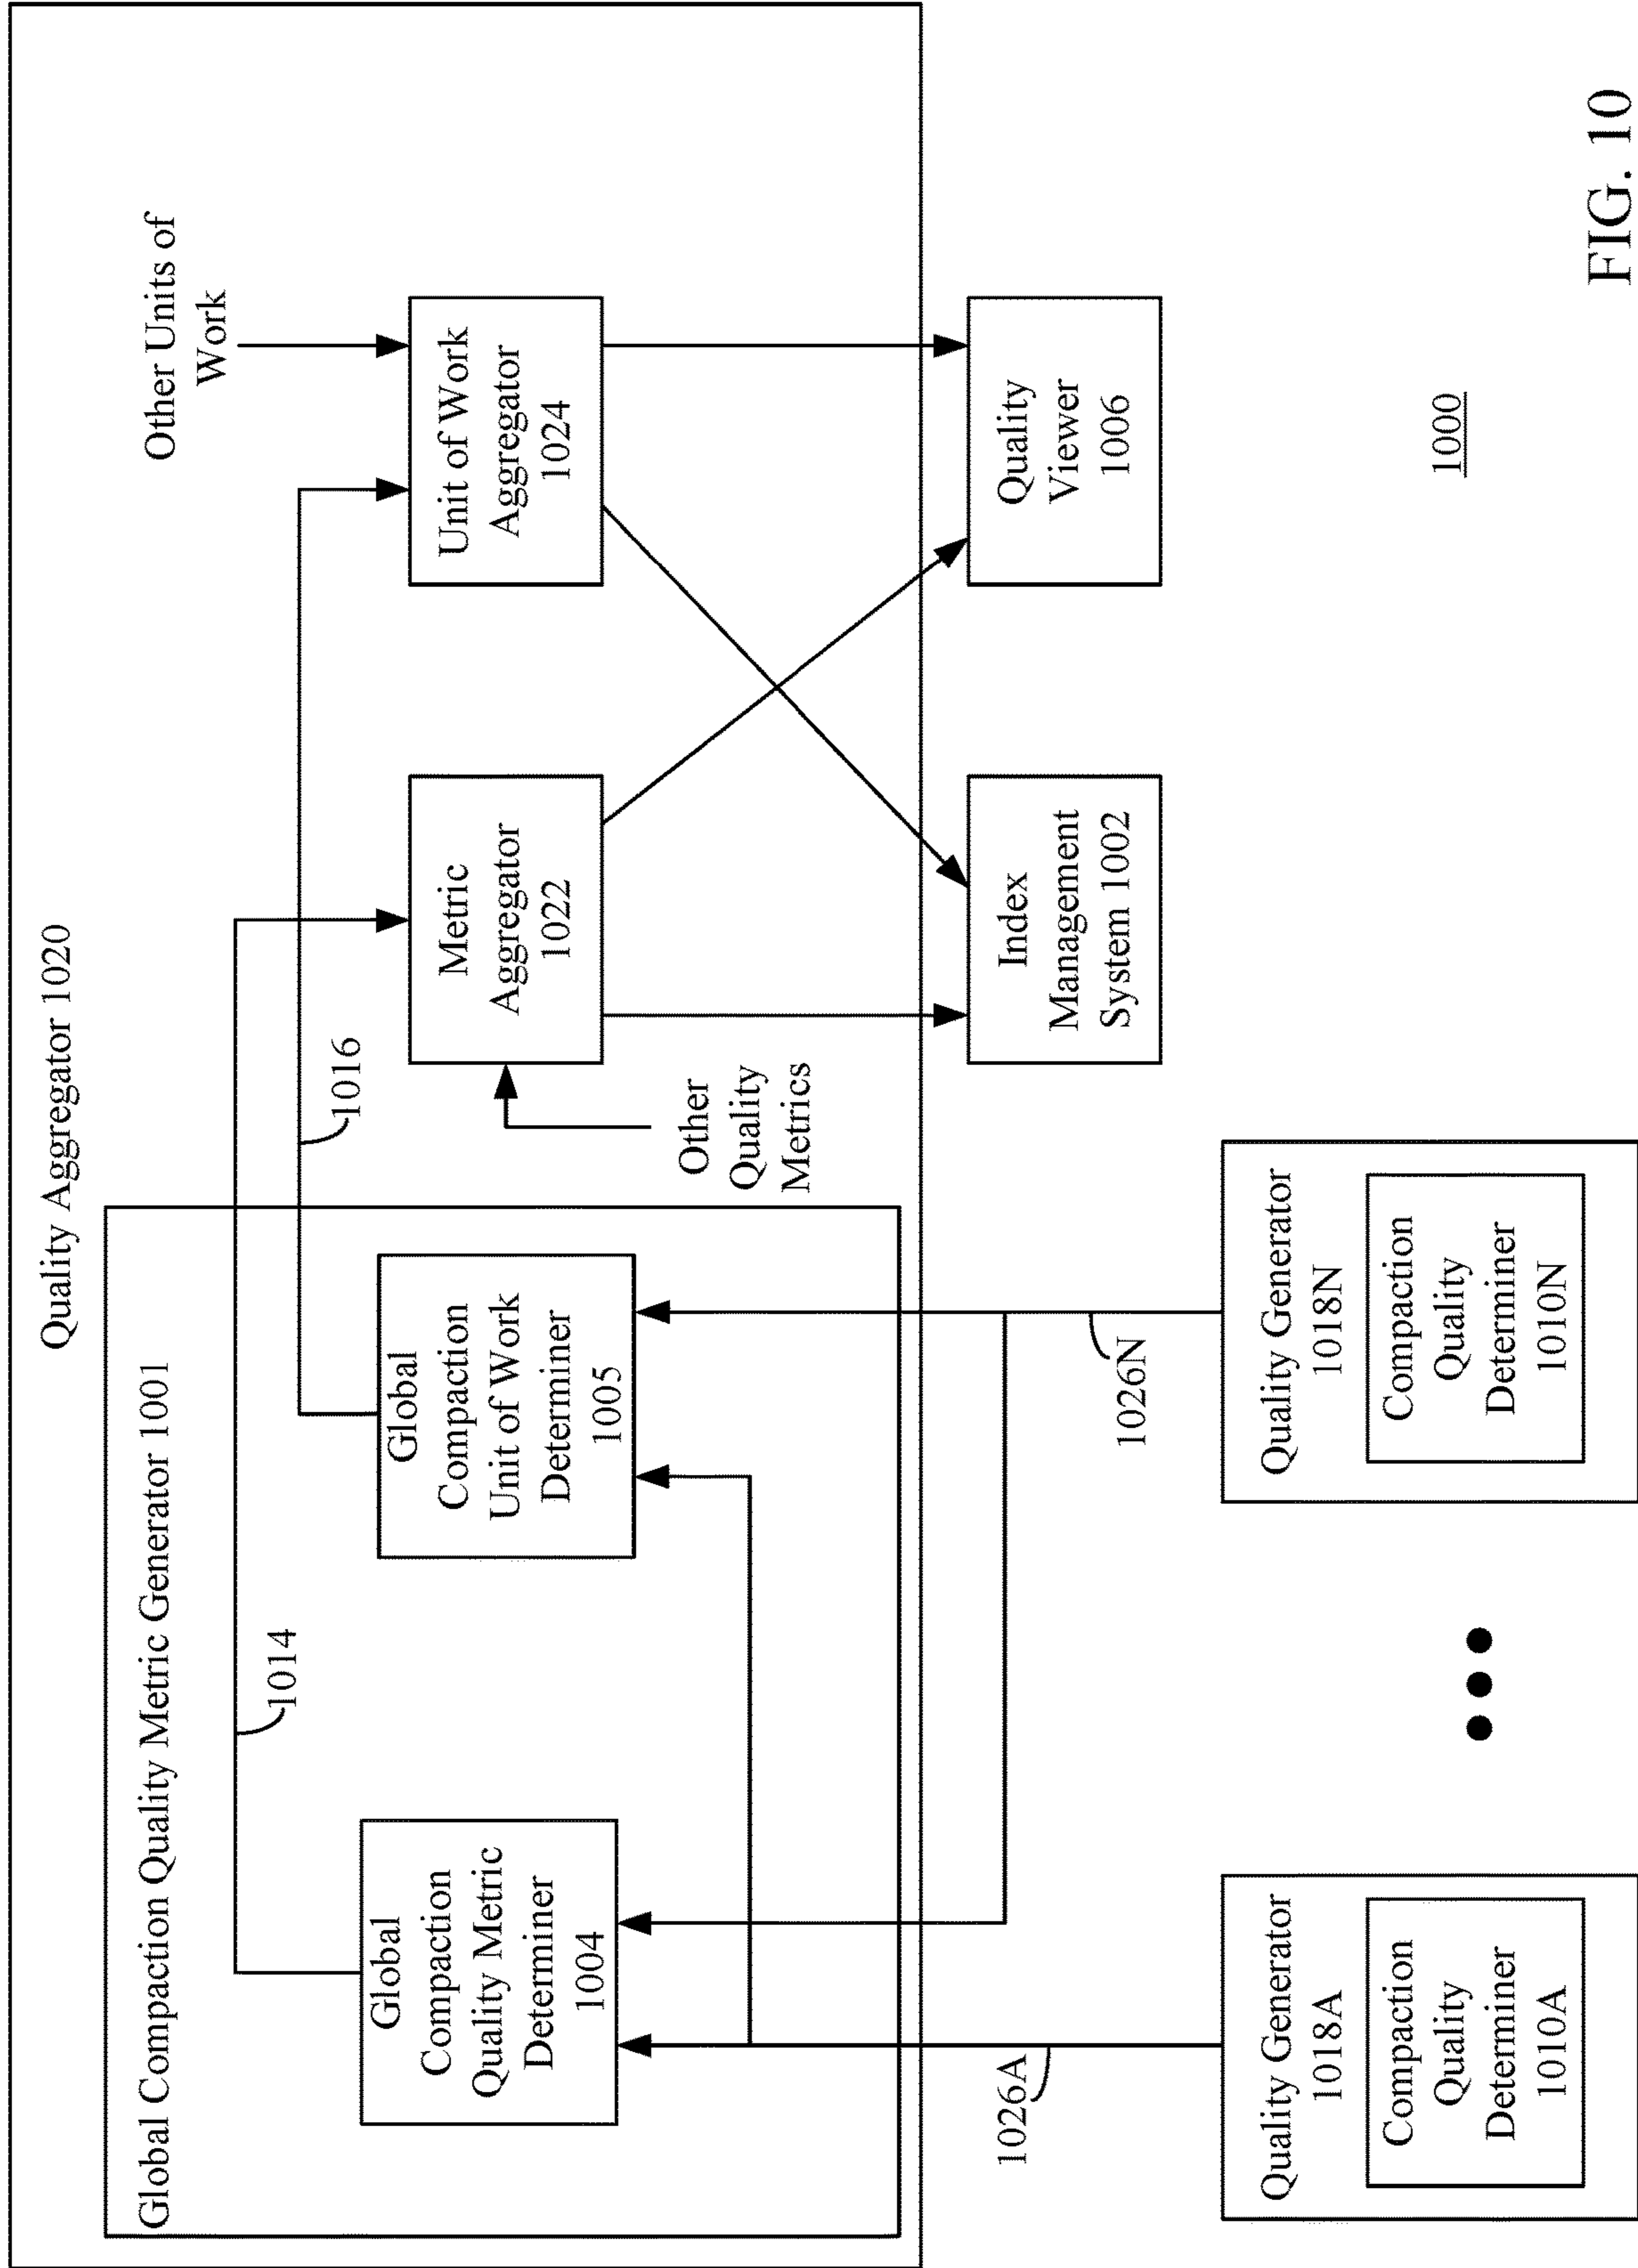 Quality Aggregator 1020
Global Compaction Quality Metric Generator 1001
1014
1016
Other Units of
Work
Global
Compaction
Quality Metric
Determiner
1004
Global
Compaction
Unit of Work
Determiner
1005
Metric
Aggregator
1022
Unit of Work
Aggregator
1024
Other
Quality
Metrics
Index
Management
System 1002
Quality
Viewer
1006
1026A
1026N
Quality Generator
1018A
Compaction
Quality
Determiner
1010A
Quality Generator
1018N
Compaction
Quality
Determiner
1010N
1000
FIG. 10